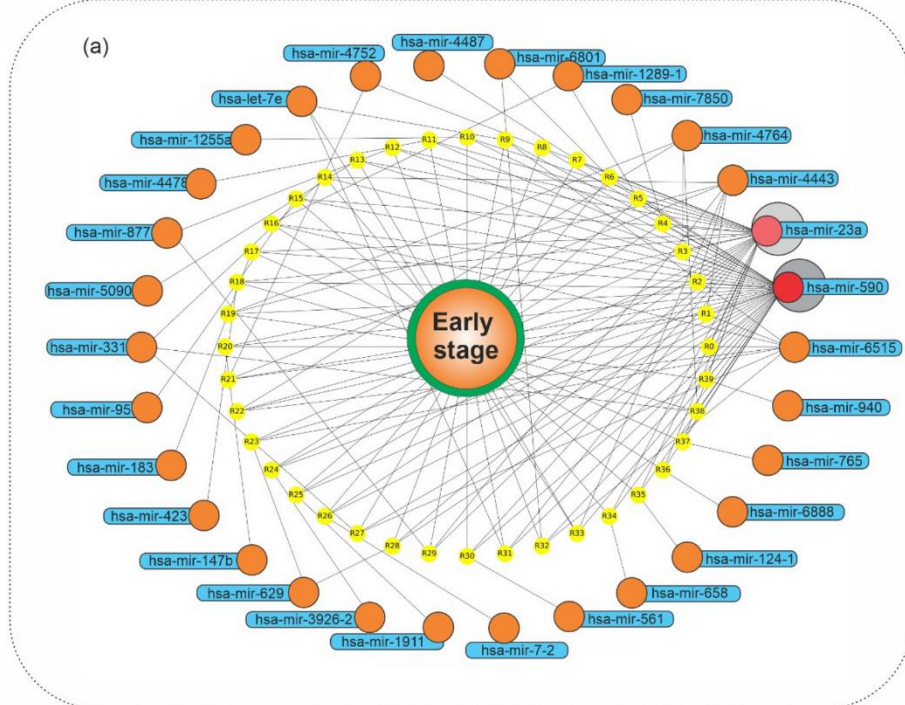 (a)
hsa-mir-4487
hsa-mir-4752
hsa-mir-6801
hsa-mir-1289-1
hsa-let-7e
hsa-mir-7850
hsa-mir-1255a
hsa-mir-4764
hsa-mir-4478
hsa-mir-4443
hsa-mir-877
hsa-mir-23a
hsa-mir-5090
hsa-mir-590
hsa-mir-331
hsa-mir-6515
hsa-mir-95
hsa-mir-940
hsa-mir-183
hsa-mir-765
hsa-mir-423
hsa-mir-6888
hsa-mir-147b
hsa-mir-124-1
hsa-mir-629
hsa-mir-658
hsa-mir-3926-2
hsa-mir-561
hsa-mir-1911
hsa-mir-7-2
Early
stage
R0
R1
R2
R3
R4
R5
R6
R7
R8
R9
R10
R11
R12
R13
R14
R15
R16
R17
R18
R19
R20
R21
R22
R23
R24
R25
R26
R27
R28
R29
R30
R31
R32
R33
R34
R35
R36
R37
R38
R39